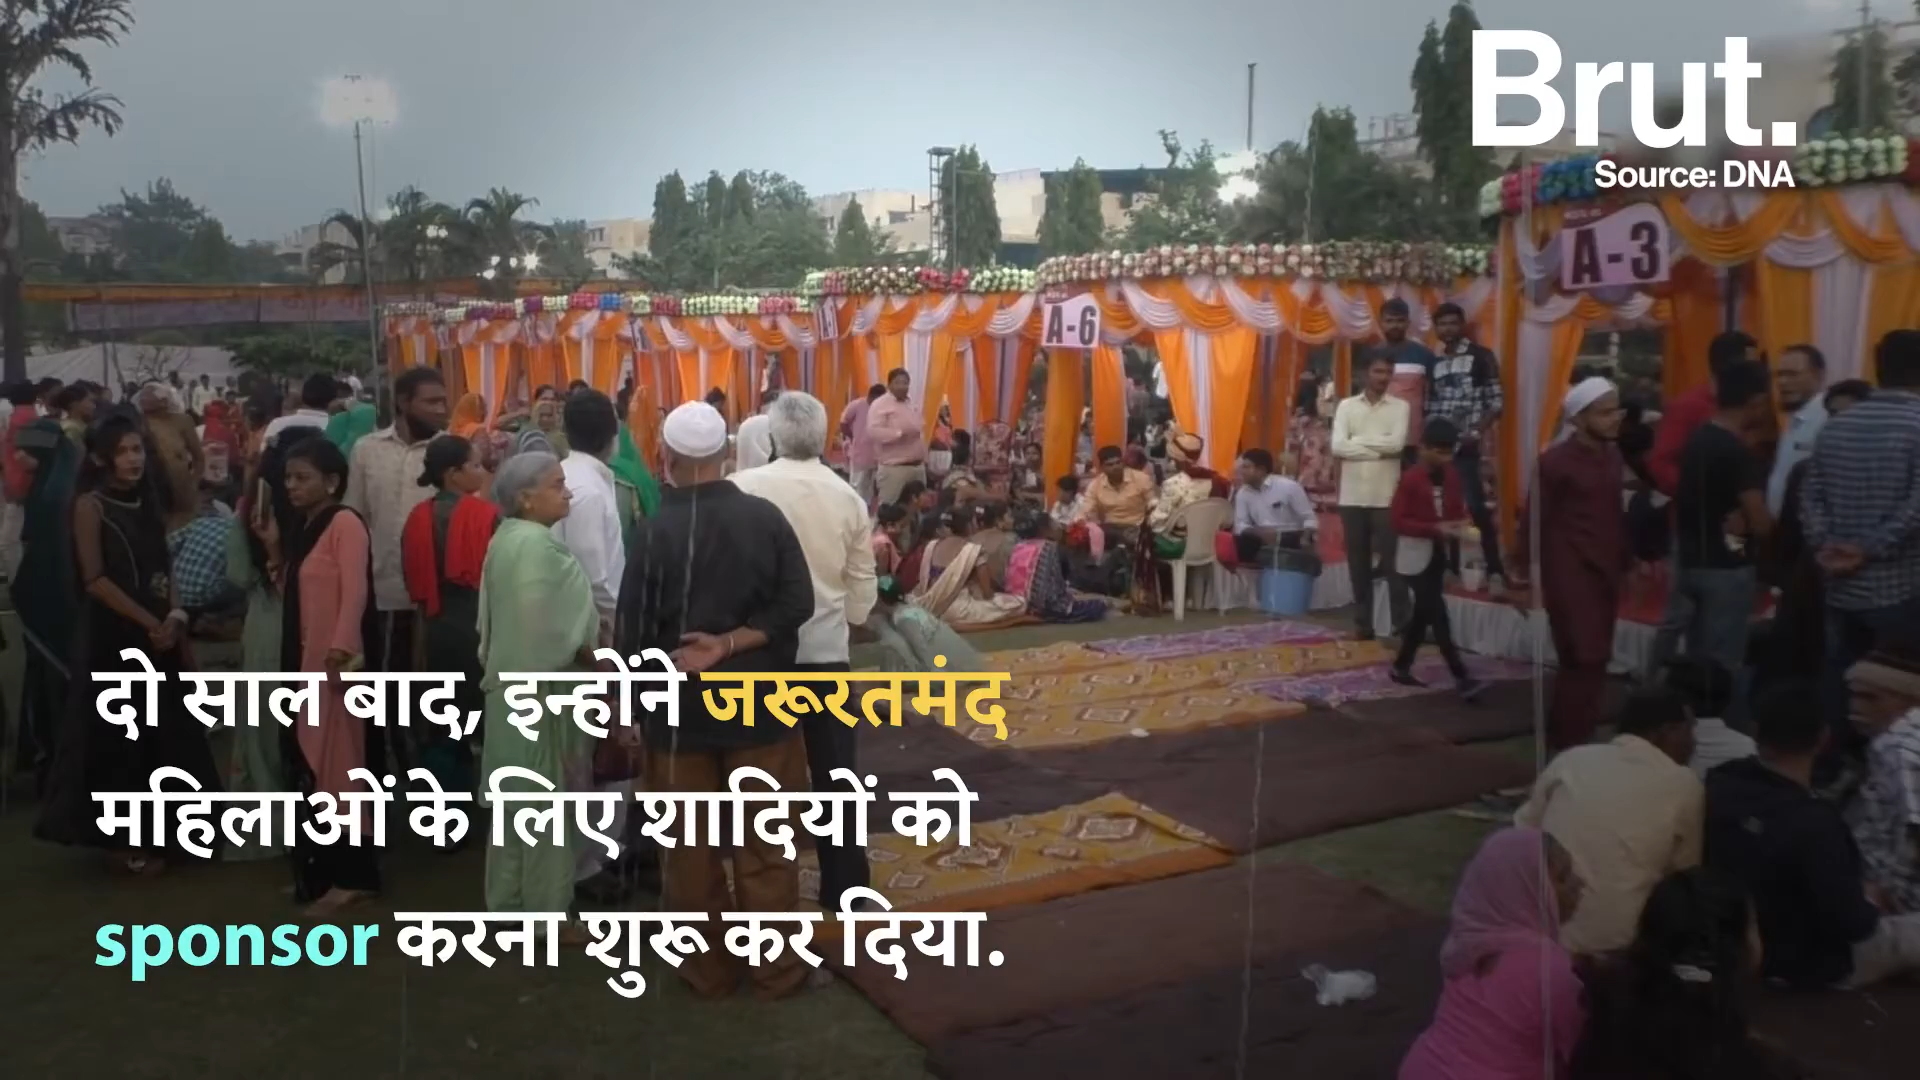 Brut.
Source: DNA
A-3
A-6
दो साल बाद, इन्होंने जरूरतमंद
महिलाओं के लिए शादियों को
sponsor करना शुरू कर दिया.